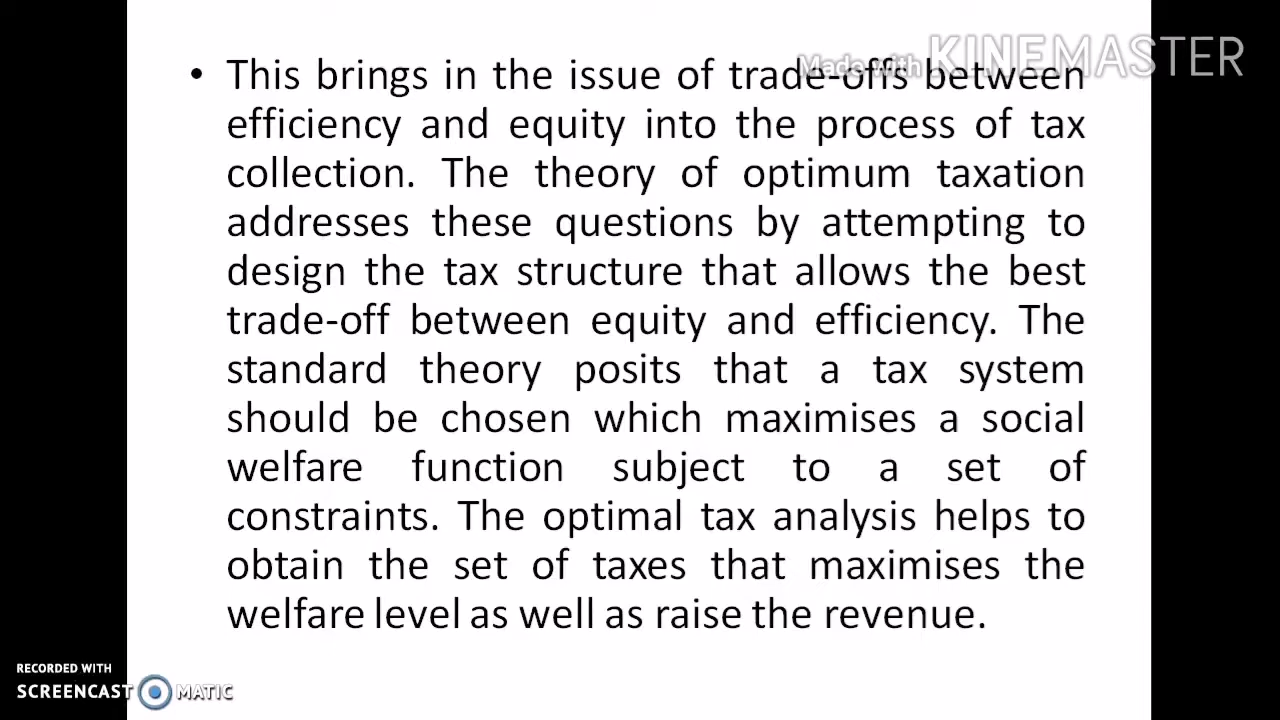 Made with KINEMASTER
• This brings in the issue of trade-offs between
efficiency and equity into the process of tax
collection. The theory of optimum taxation
addresses these questions by attempting to
design the tax structure that allows the best
trade-off between equity and efficiency. The
standard theory posits that a tax system
should be chosen which maximises a social
welfare function subject to a set of
constraints. The optimal tax analysis helps to
obtain the set of taxes that maximises the
welfare level as well as raise the revenue.
RECORDED WITH
SCREENCAST MATIC